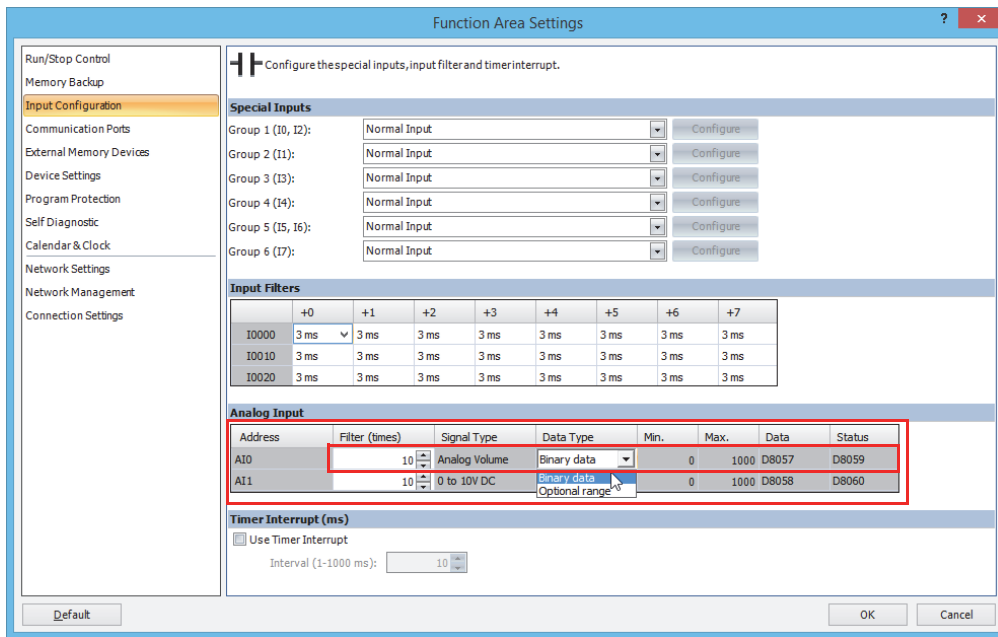 Function Area Settings
? ×
Run/Stop Control
Memory Backup
Input Configuration
Communication Ports
External Memory Devices
Device Settings
Program Protection
Self Diagnostic
Calendar & Clock
Network Settings
Network Management
Connection Settings
Configure the special inputs, input filter and timer interrupt.
Special Inputs
Group 1 (I0, I2): Normal Input Configure
Group 2 (I1): Normal Input Configure
Group 3 (I3): Normal Input Configure
Group 4 (I4): Normal Input Configure
Group 5 (I5, I6): Normal Input Configure
Group 6 (I7): Normal Input Configure
Input Filters
+0 +1 +2 +3 +4 +5 +6 +7
I0000 3 ms 3 ms 3 ms 3 ms 3 ms 3 ms 3 ms 3 ms
I0010 3 ms 3 ms 3 ms 3 ms 3 ms 3 ms 3 ms 3 ms
I0020 3 ms 3 ms 3 ms 3 ms 3 ms 3 ms 3 ms 3 ms
Analog Input
Address Filter (times) Signal Type Data Type Min. Max. Data Status
AI0 10 Analog Volume Binary data 0 1000 D8057 D8059
AI1 10 0 to 10V DC 0 1000 D8058 D8060
Binary data
Optional range
Timer Interrupt (ms)
Use Timer Interrupt
Interval (1-1000 ms): 10
Default OK Cancel